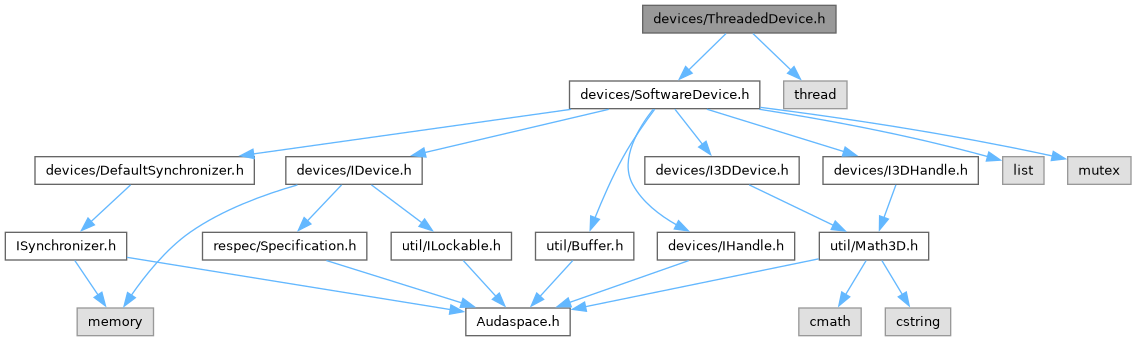 devices/ThreadedDevice.h
devices/SoftwareDevice.h
thread
devices/DefaultSynchronizer.h
devices/IDevice.h
devices/I3DDevice.h
devices/I3DHandle.h
list
mutex
ISynchronizer.h
respec/Specification.h
util/ILockable.h
util/Buffer.h
devices/IHandle.h
util/Math3D.h
memory
Audaspace.h
cmath
cstring